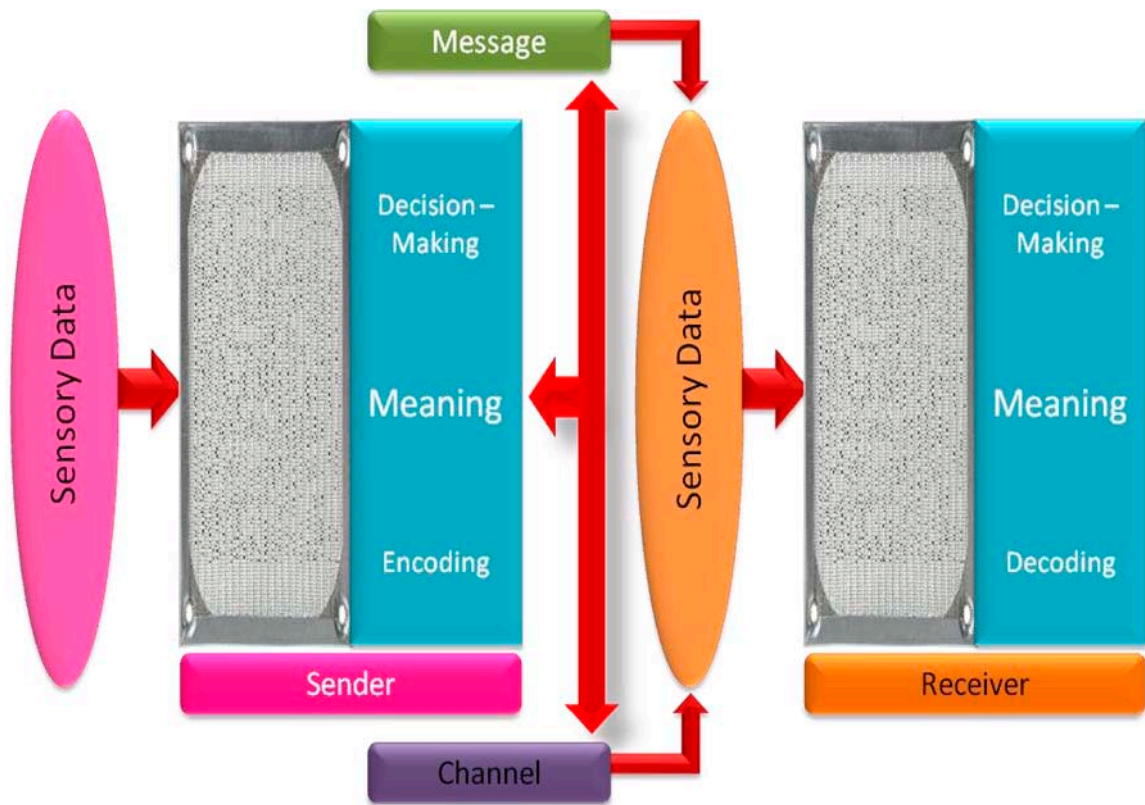 Message
Sensory Data
Decision –
Making
Meaning
Encoding
Sender
Sensory Data
Decision –
Making
Meaning
Decoding
Receiver
Channel